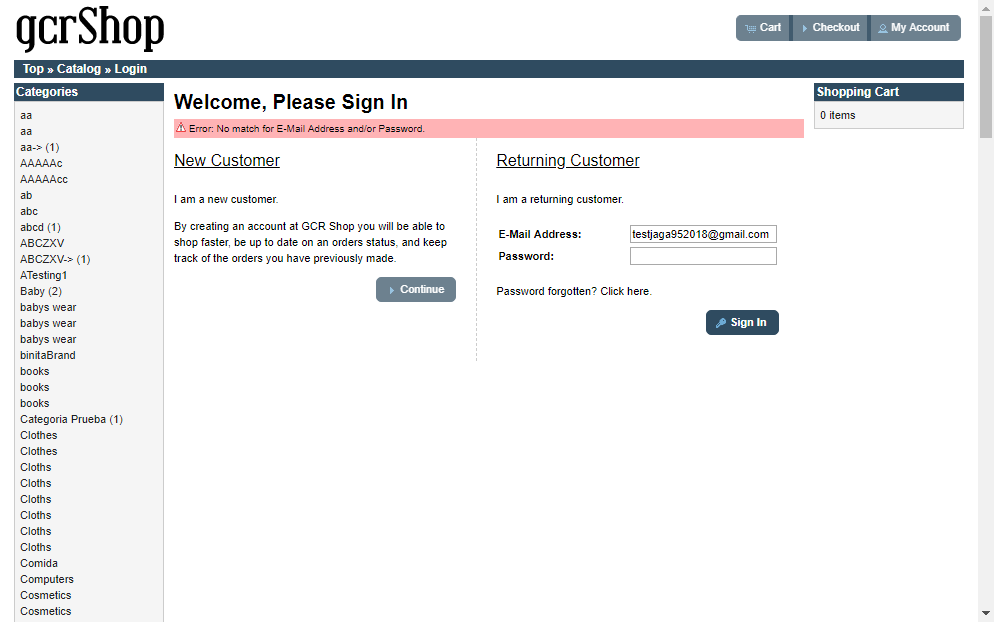 gcrShop
Cart
Checkout
My Account
Top » Catalog » Login
Categories
aa
aa
aa-> (1)
AAAAAc
AAAAAcc
ab
abc
abcd (1)
ABCZXV
ABCZXV-> (1)
ATesting1
Baby (2)
babys wear
babys wear
babys wear
binitaBrand
books
books
books
Categoria Prueba (1)
Clothes
Clothes
Cloths
Cloths
Cloths
Cloths
Cloths
Cloths
Comida
Computers
Cosmetics
Cosmetics
Welcome, Please Sign In
Error: No match for E-Mail Address and/or Password.
New Customer
I am a new customer.
By creating an account at GCR Shop you will be able to
shop faster, be up to date on an orders status, and keep
track of the orders you have previously made.
Continue
Returning Customer
I am a returning customer.
E-Mail Address: testjaga952018@gmail.com
Password:
Password forgotten? Click here.
Sign In
Shopping Cart
0 items